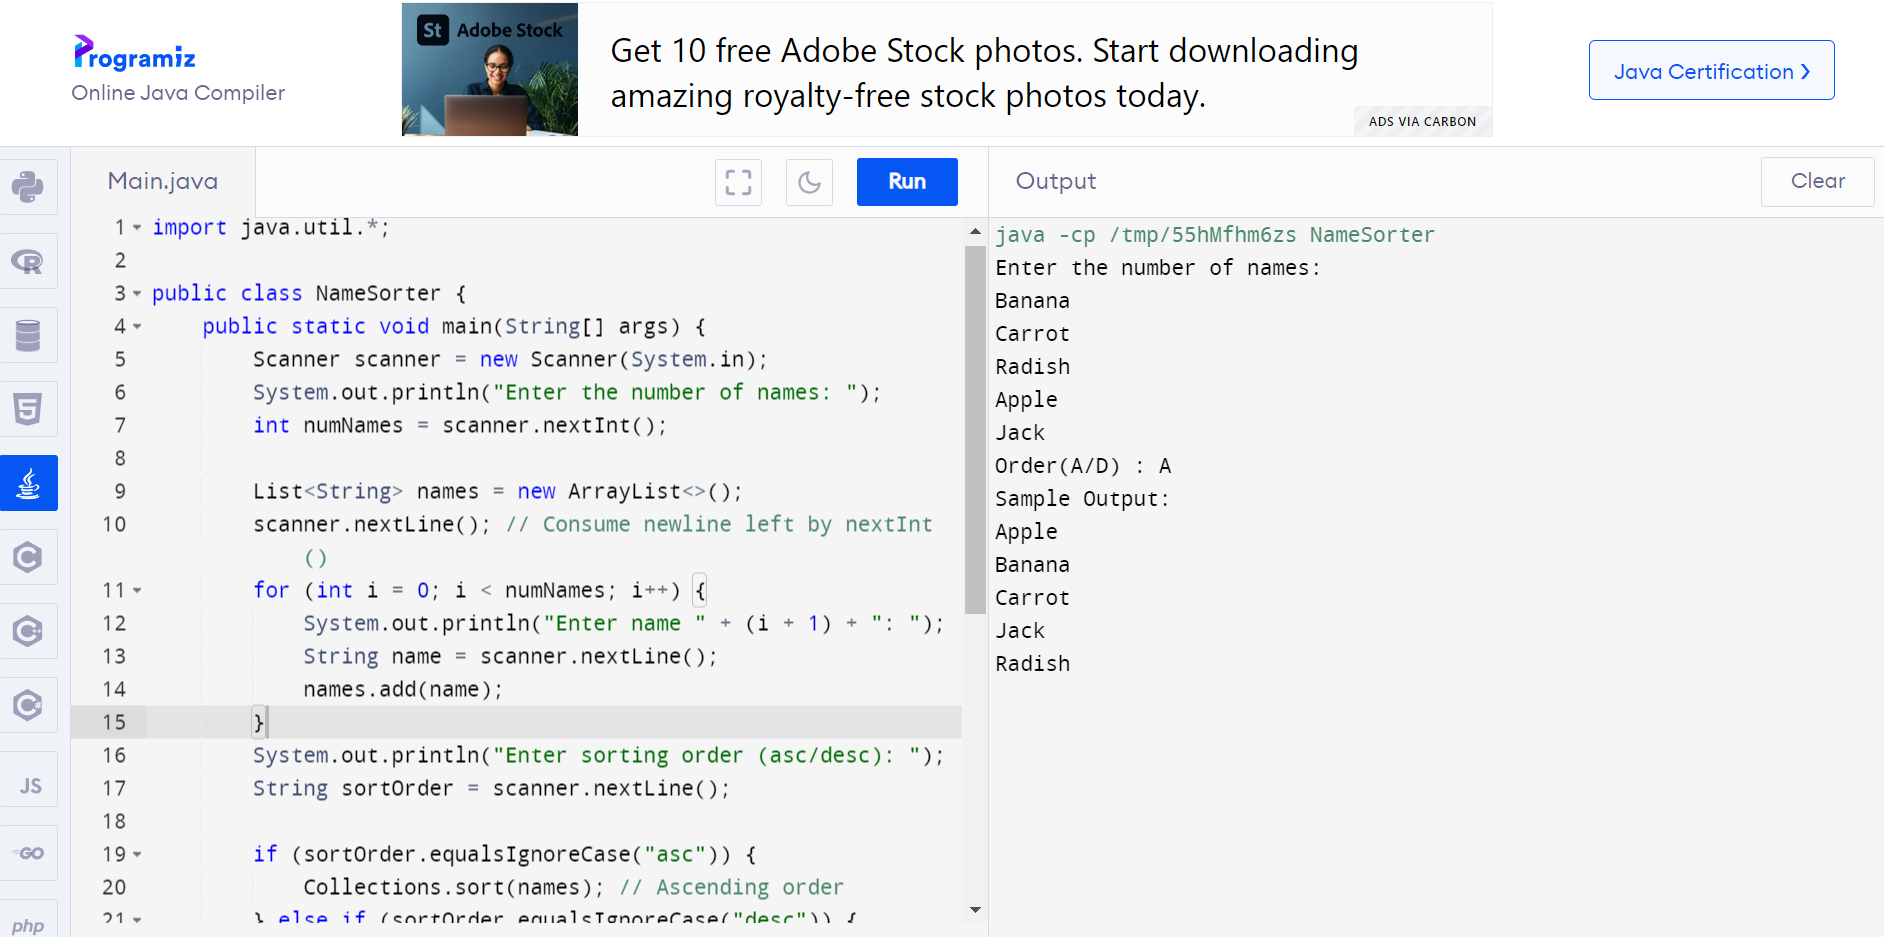 Programiz
Online Java Compiler
St Adobe Stock
Get 10 free Adobe Stock photos. Start downloading
amazing royalty-free stock photos today.
ADS VIA CARBON
Java Certification ❯
Main.java
Run
Output
Clear
R
5
C
C++
C#
JS
GO
php
1 import java.util.*;
2
3 public class NameSorter {
4 public static void main(String[] args) {
5 Scanner scanner = new Scanner(System.in);
6 System.out.println("Enter the number of names: ");
7 int numNames = scanner.nextInt();
8
9 List<String> names = new ArrayList<>();
10 scanner.nextLine(); // Consume newline left by nextInt
()
11 for (int i = 0; i < numNames; i++) {
12 System.out.println("Enter name " + (i + 1) + ": ");
13 String name = scanner.nextLine();
14 names.add(name);
15 }
16 System.out.println("Enter sorting order (asc/desc): ");
17 String sortOrder = scanner.nextLine();
18
19 if (sortOrder.equalsIgnoreCase("asc")) {
20 Collections.sort(names); // Ascending order
21 } else if (sortOrder.equalsIgnoreCase("desc")) {
java -cp /tmp/55hMfhm6zs NameSorter
Enter the number of names:
Banana
Carrot
Radish
Apple
Jack
Order(A/D) : A
Sample Output:
Apple
Banana
Carrot
Jack
Radish